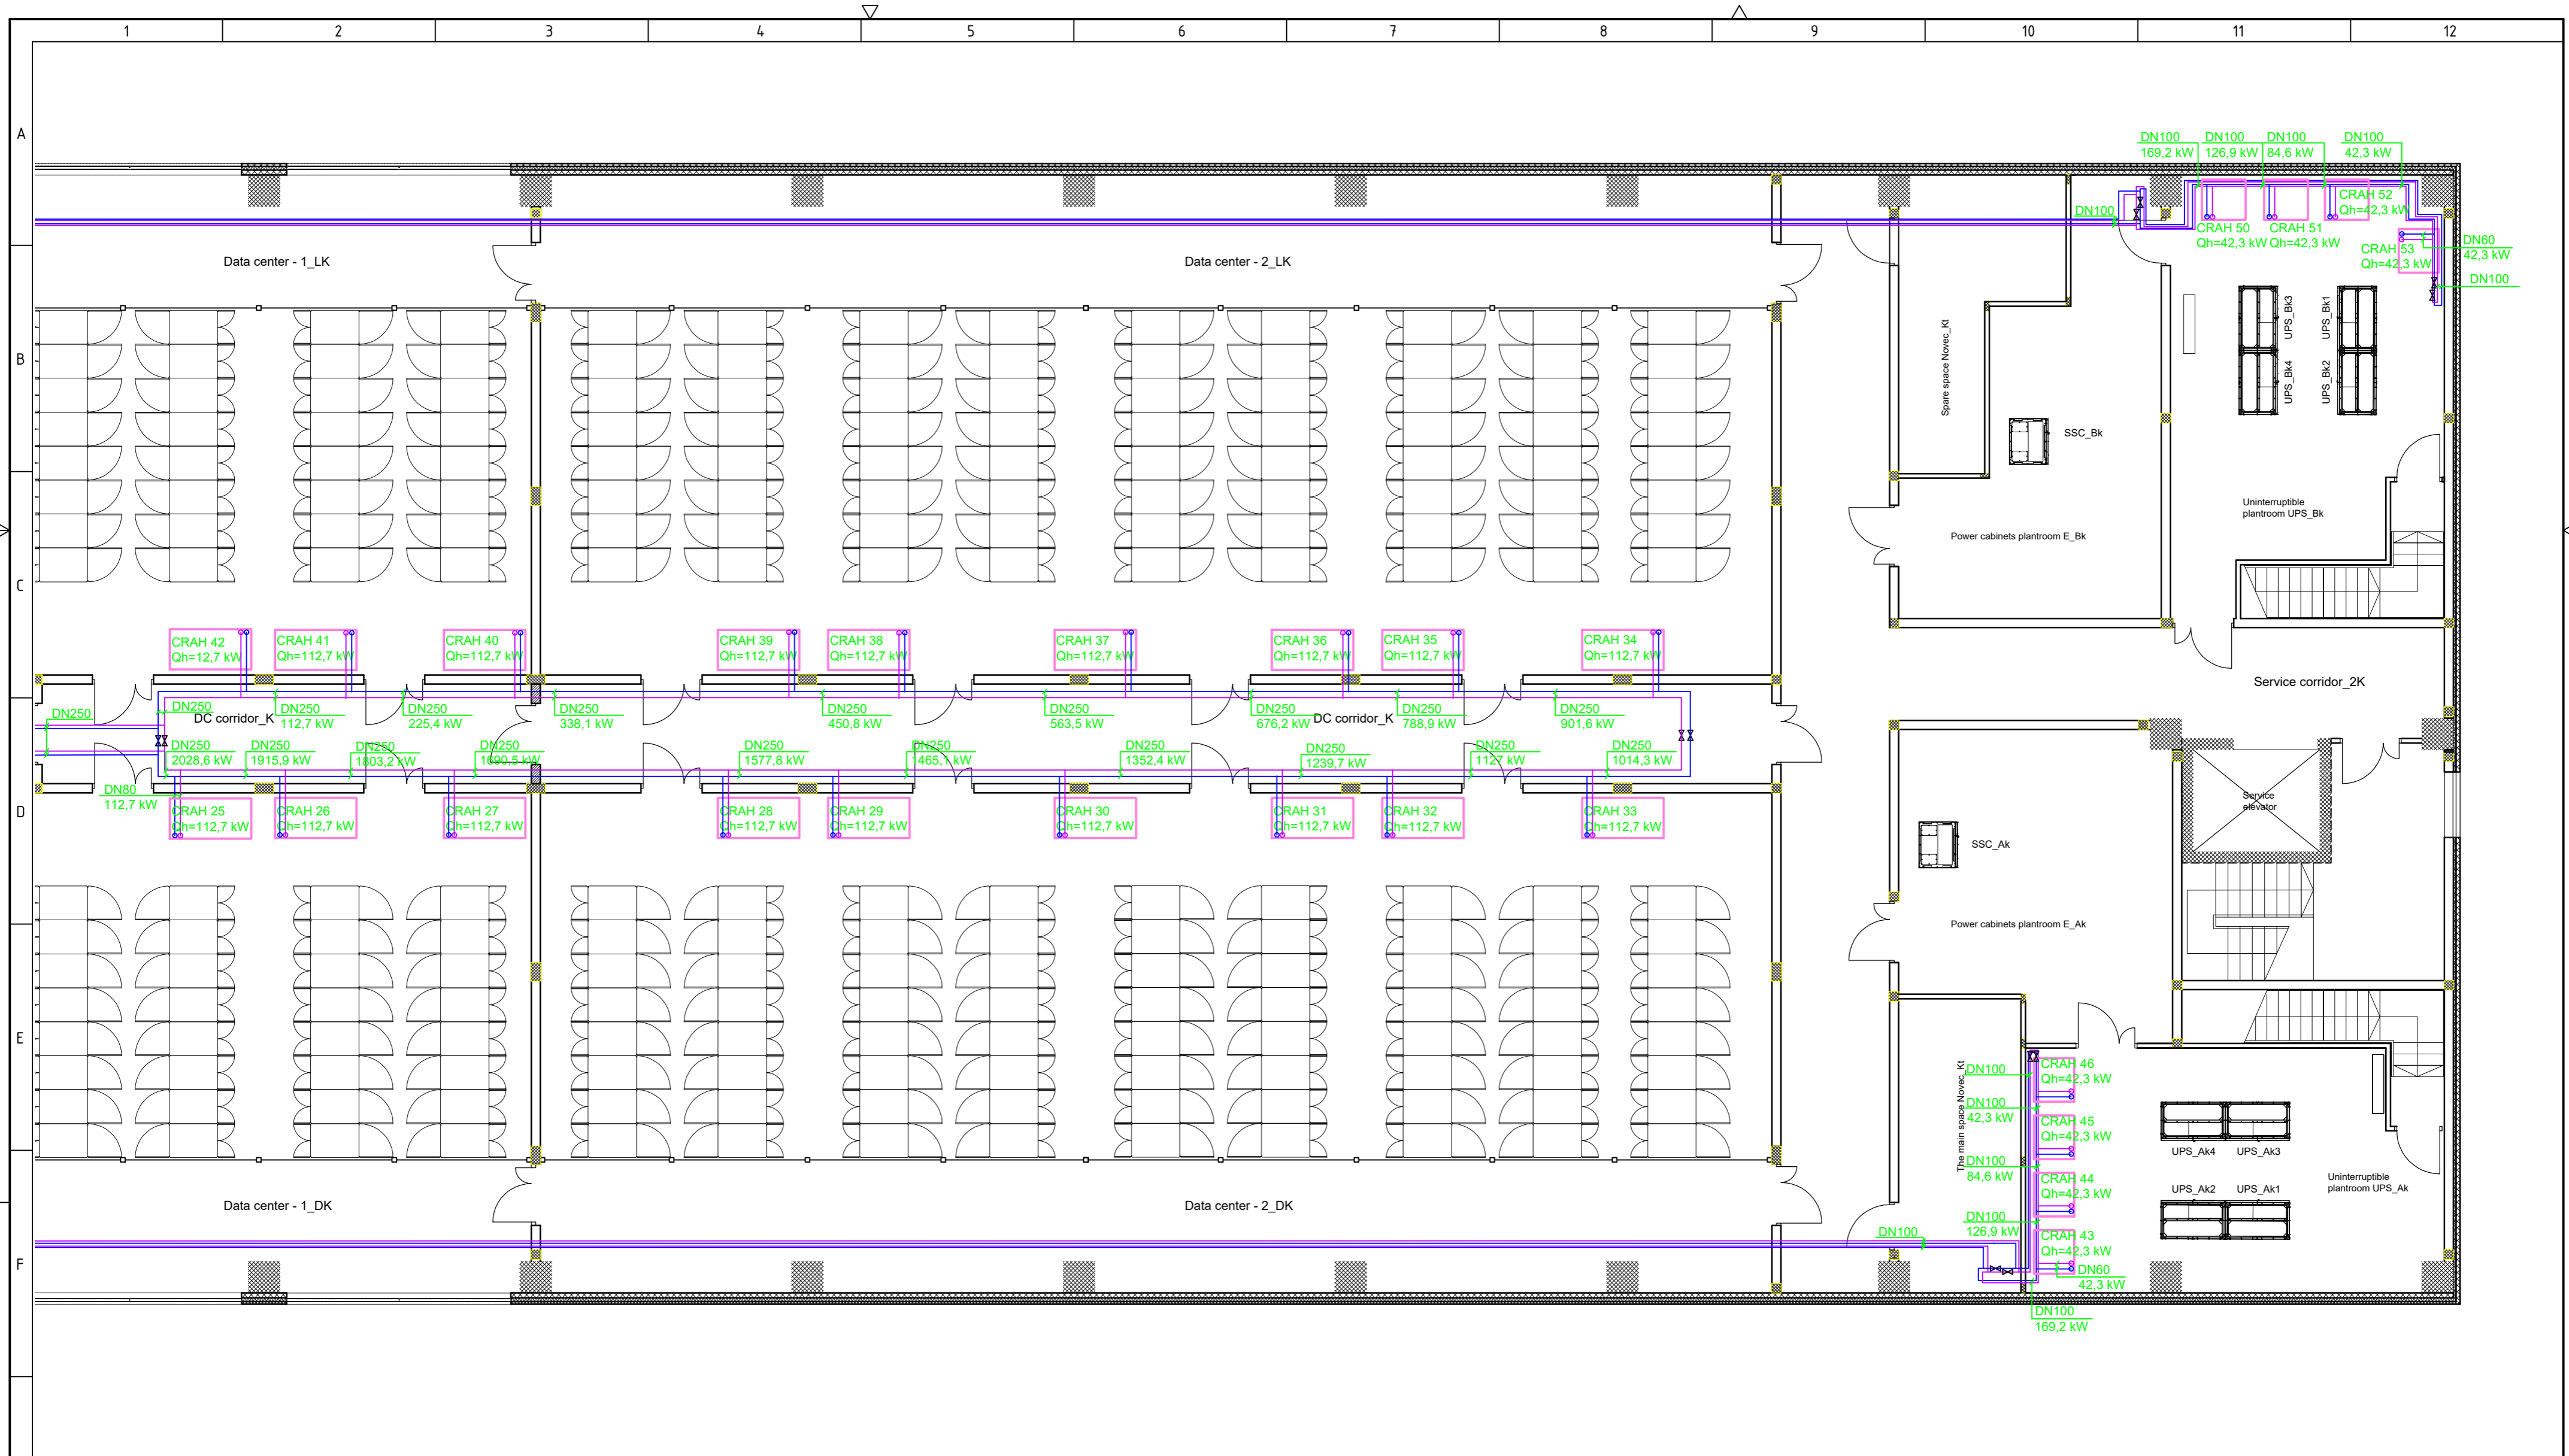 1 2 3 4 5 6 7 8 9 10 11 12
A
DN100 DN100 DN100 DN100
169,2 kW 126,9 kW 84,6 kW 42,3 kW
CRAH 52
Qh=42,3 kW
DN100
CRAH 50 CRAH 51
Qh=42,3 kW Qh=42,3 kW
CRAH 53
Qh=42,3 kW
DN60
42,3 kW
DN100
Data center - 1_LK
Data center - 2_LK
B
UPS_Bk3
UPS_Bk1
UPS_Bk4
UPS_Bk2
Spare space Novec_Kt
SSC_Bk
Uninterruptible
plantroom UPS_Bk
Power cabinets plantroom E_Bk
C
CRAH 42
Qh=12,7 kW
CRAH 41
Qh=112,7 kW
CRAH 40
Qh=112,7 kW
CRAH 39
Qh=112,7 kW
CRAH 38
Qh=112,7 kW
CRAH 37
Qh=112,7 kW
CRAH 36
Qh=112,7 kW
CRAH 35
Qh=112,7 kW
CRAH 34
Qh=112,7 kW
Service corridor_2K
DN250
DN250
DC corridor_K
DN250
112,7 kW
DN250
225,4 kW
DN250
338,1 kW
DN250
450,8 kW
DN250
563,5 kW
DN250
676,2 kW
DC corridor_K
DN250
788,9 kW
DN250
901,6 kW
DN250
2028,6 kW
DN250
1915,9 kW
DN250
1803,2 kW
DN250
1690,5 kW
DN250
1577,8 kW
DN250
1465,1 kW
DN250
1352,4 kW
DN250
1239,7 kW
DN250
1127 kW
DN250
1014,3 kW
DN80
112,7 kW
D
CRAH 25
Qh=112,7 kW
CRAH 26
Qh=112,7 kW
CRAH 27
Qh=112,7 kW
CRAH 28
Qh=112,7 kW
CRAH 29
Qh=112,7 kW
CRAH 30
Qh=112,7 kW
CRAH 31
Qh=112,7 kW
CRAH 32
Qh=112,7 kW
CRAH 33
Qh=112,7 kW
Service
elevator
SSC_Ak
Power cabinets plantroom E_Ak
E
The main space Novec_Kt
DN100
CRAH 46
Qh=42,3 kW
DN100
42,3 kW
CRAH 45
Qh=42,3 kW
DN100
84,6 kW
CRAH 44
Qh=42,3 kW
DN100
126,9 kW
CRAH 43
Qh=42,3 kW
UPS_Ak4 UPS_Ak3
UPS_Ak2 UPS_Ak1
Uninterruptible
plantroom UPS_Ak
Data center - 1_DK
Data center - 2_DK
DN100
F
DN60
42,3 kW
DN100
169,2 kW